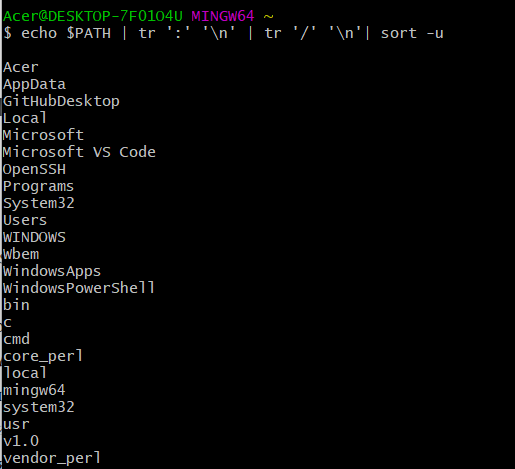 Acer@DESKTOP-7F01O4U MINGW64 ~
$ echo $PATH | tr ':' '\n' | tr '/' '\n'| sort -u
Acer
AppData
GitHubDesktop
Local
Microsoft
Microsoft VS Code
OpenSSH
Programs
System32
Users
WINDOWS
Wbem
WindowsApps
WindowsPowerShell
bin
c
cmd
core_perl
local
mingw64
system32
usr
v1.0
vendor_perl